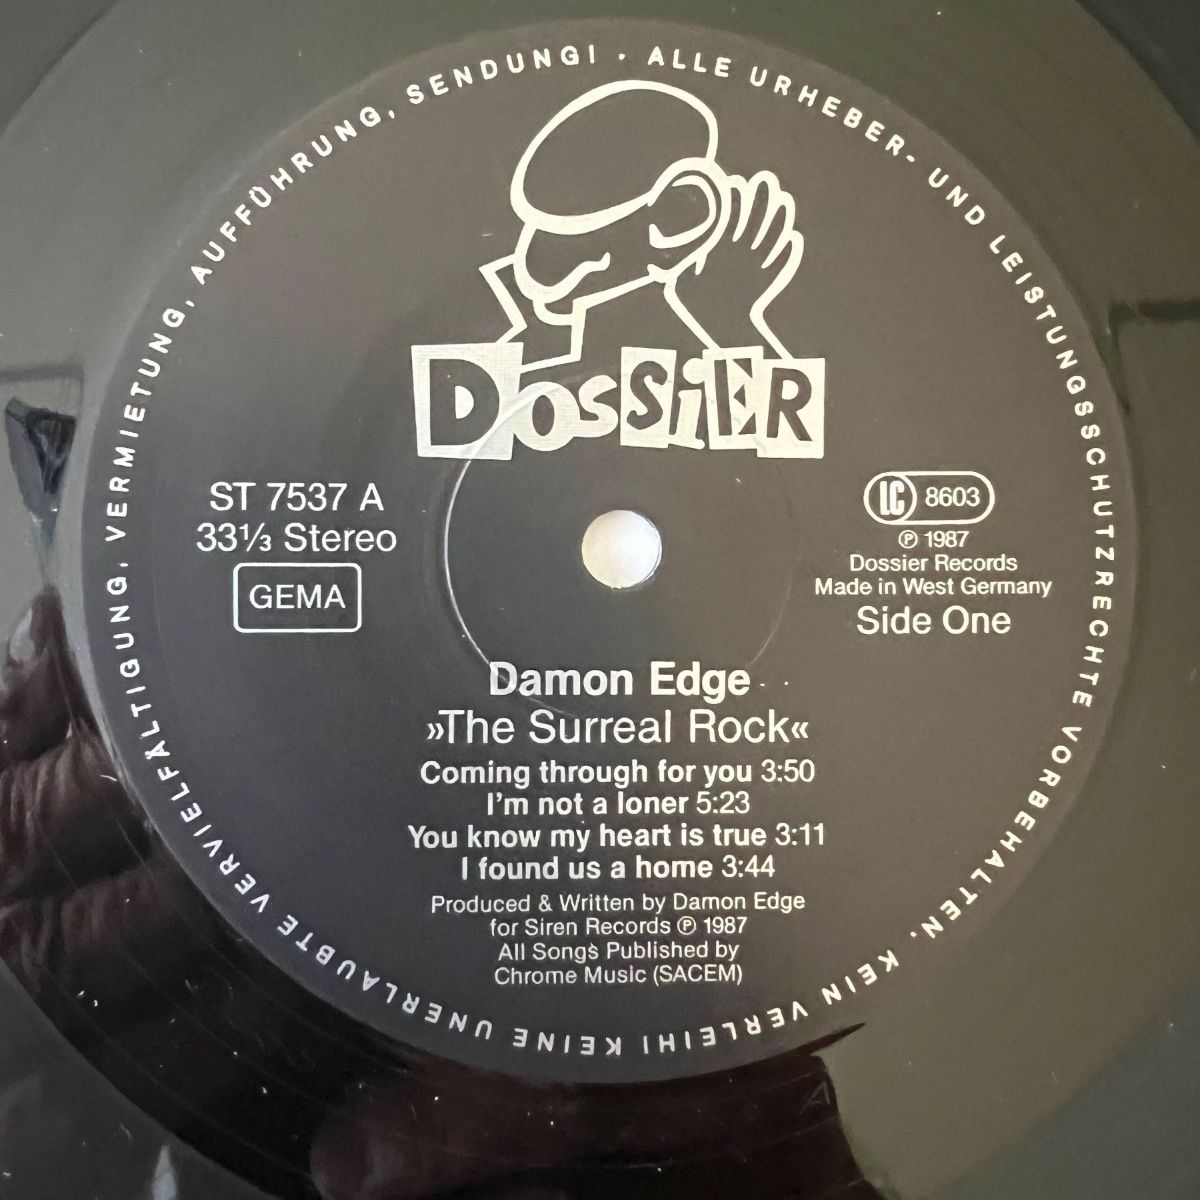 ALLE URHEBER- UND LEISTUNGSSCHUTZRECHTE VORBEHALTEN. KEIN VERLEIH! KEINE UNERLAUBTE VERVIELFÄLTIGUNG, VERMIETUNG, AUFFÜHRUNG, SENDUNG! ·
DOSSiER
ST 7537 A
33⅓ Stereo
GEMA
LC 8603
℗ 1987
Dossier Records
Made in West Germany
Side One
Damon Edge
»The Surreal Rock«
Coming through for you 3:50
I'm not a loner 5:23
You know my heart is true 3:11
I found us a home 3:44
Produced & Written by Damon Edge
for Siren Records ℗ 1987
All Songs Published by
Chrome Music (SACEM)